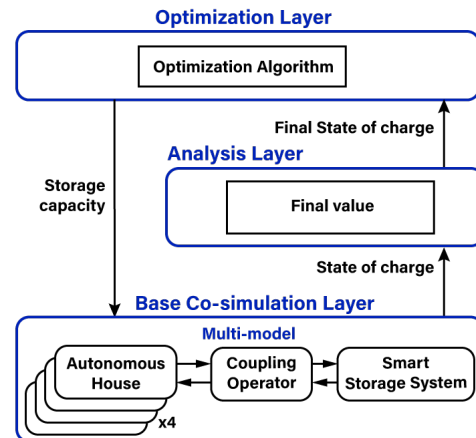 Optimization Layer
Optimization Algorithm
Final State of charge
Analysis Layer
Storage
capacity
Final value
State of charge
Base Co-simulation Layer
Multi-model
Autonomous
House
Coupling
Operator
Smart
Storage System
x4